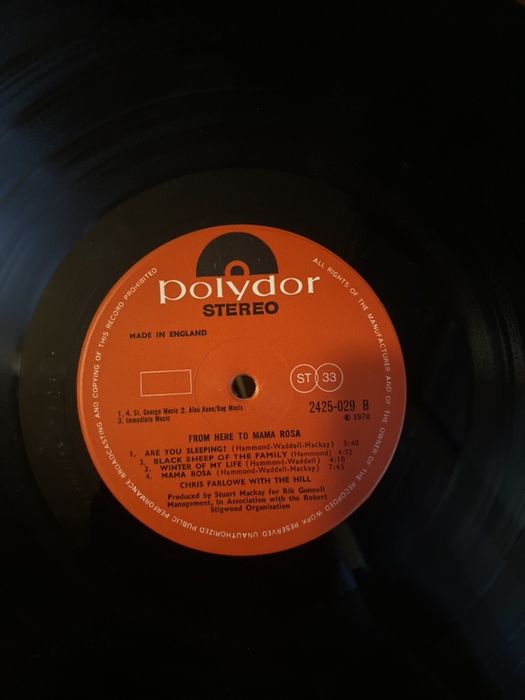 polydor
STEREO
MADE IN ENGLAND
ST 33
1. 4. St. George Music 2. Alan Keen/Rag Music
3. Immediate Music
2425-029 B
℗ 1970
FROM HERE TO MAMA ROSA
1. ARE YOU SLEEPING? (Hammond-Waddell-Mackay) 5:40
2. BLACK SHEEP OF THE FAMILY (Hammond) 4:52
3. WINTER OF MY LIFE (Hammond-Waddell) 4:10
4. MAMA ROSA (Hammond-Waddell-Mackay) 7:45
CHRIS FARLOWE WITH THE HILL
Produced by Stuart Mackay for Rik Gunnell
Management, In Association with the Robert
Stigwood Organisation
ALL RIGHTS OF THE MANUFACTURER AND OF THE OWNER OF THE RECORDED WORK RESERVED UNAUTHORIZED PUBLIC PERFORMANCE BROADCASTING AND COPYING OF THIS RECORD PROHIBITED